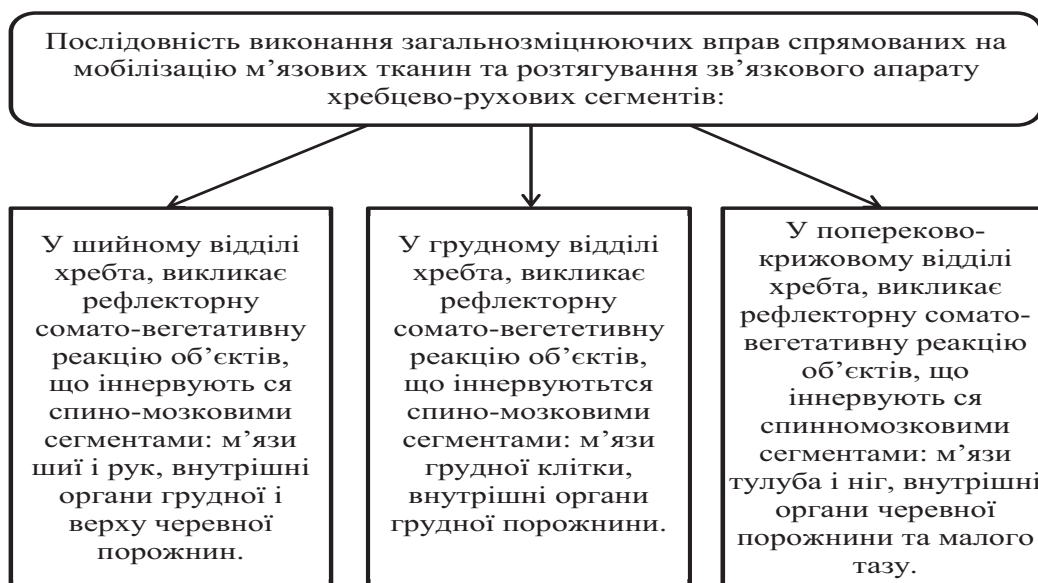 Послідовність виконання загальнозміцнюючих вправ спрямованих на
мобілізацію м’язових тканин та розтягування зв’язкового апарату
хребцево-рухових сегментів:
У шийному відділі
хребта, викликає
рефлекторну
сомато-вегетативну
реакцію об’єктів,
що іннервують ся
спино-мозковими
сегментами: м’язи
шиї і рук, внутрішні
органи грудної і
верху черевної
порожнин.
У грудному відділі
хребта, викликає
рефлекторну
сомато-вегететивну
реакцію об’єктів,
що іннервуютьтся
спино-мозковими
сегментами: м’язи
грудної клітки,
внутрішні органи
грудної порожнини.
У попереково-
крижовому відділі
хребта, викликає
рефлекторну сомато-
вегетативну реакцію
об’єктів, що
іннервують ся
спинномозковими
сегментами: м’язи
тулуба і ніг, внутрішні
органи черевної
порожнини та малого
тазу.